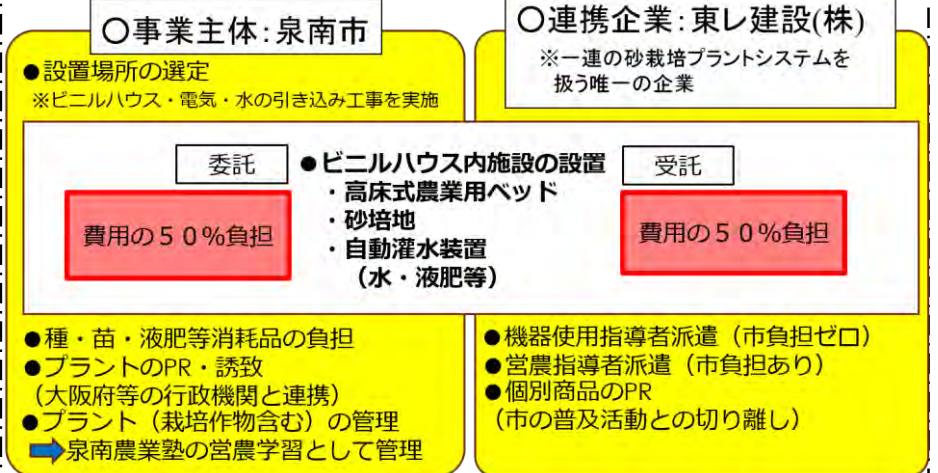 〇事業主体:泉南市
●設置場所の選定
※ビニルハウス・電気・水の引き込み工事を実施
〇連携企業:東レ建設(株)
※一連の砂栽培プラントシステムを
扱う唯一の企業
委託
費用の50%負担
●ビニルハウス内施設の設置
・高床式農業用ベッド
・砂培地
・自動灌水装置
(水・液肥等)
受託
費用の50%負担
●種・苗・液肥等消耗品の負担
●プラントのPR・誘致
(大阪府等の行政機関と連携)
●プラント(栽培作物含む)の管理
➡泉南農業塾の営農学習として管理
●機器使用指導者派遣(市負担ゼロ)
●営農指導者派遣(市負担あり)
●個別商品のPR
(市の普及活動との切り離し)